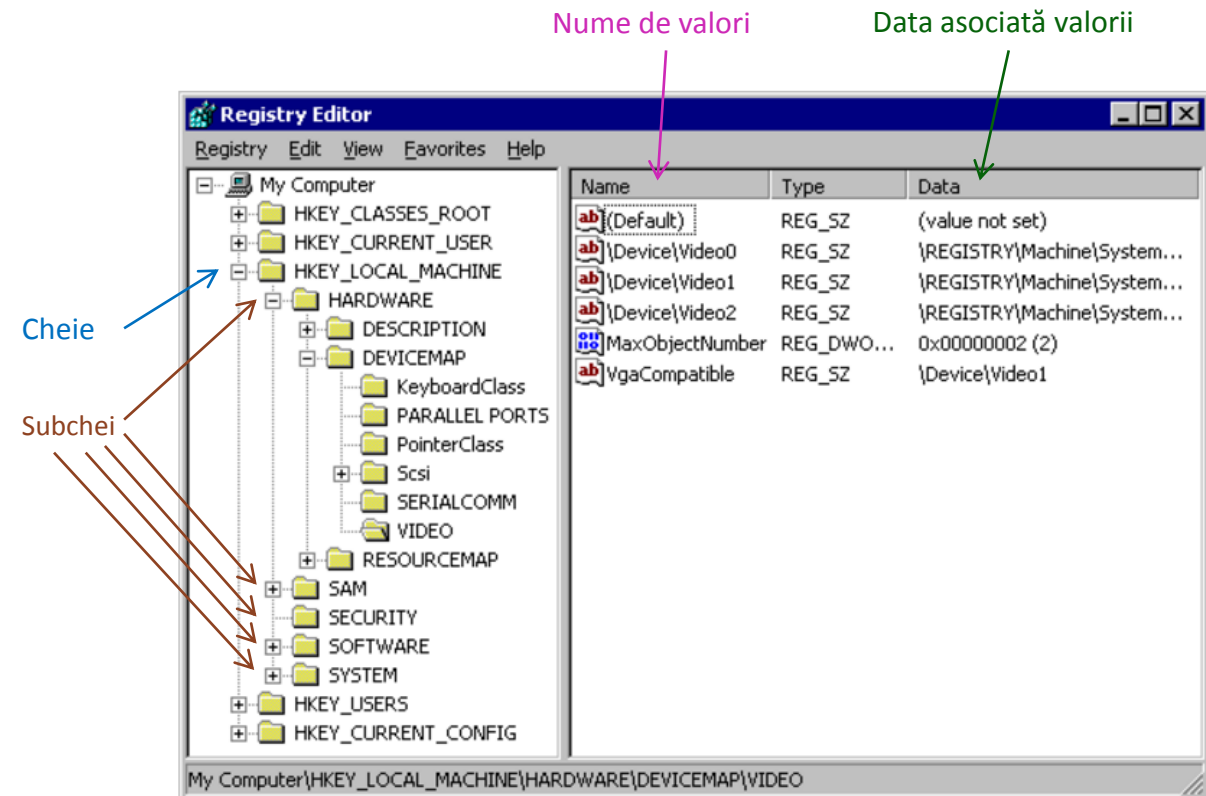 Nume de valori Data asociată valorii
Registry Editor
Registry Edit View Favorites Help
My Computer
HKEY_CLASSES_ROOT
HKEY_CURRENT_USER
HKEY_LOCAL_MACHINE
HARDWARE
DESCRIPTION
DEVICEMAP
KeyboardClass
PARALLEL PORTS
PointerClass
Scsi
SERIALCOMM
VIDEO
RESOURCEMAP
SAM
SECURITY
SOFTWARE
SYSTEM
HKEY_USERS
HKEY_CURRENT_CONFIG
Cheie
Subchei
Name Type Data
(Default) REG_SZ (value not set)
\Device\Video0 REG_SZ \REGISTRY\Machine\System...
\Device\Video1 REG_SZ \REGISTRY\Machine\System...
\Device\Video2 REG_SZ \REGISTRY\Machine\System...
MaxObjectNumber REG_DWO... 0x00000002 (2)
VgaCompatible REG_SZ \Device\Video1
My Computer\HKEY_LOCAL_MACHINE\HARDWARE\DEVICEMAP\VIDEO